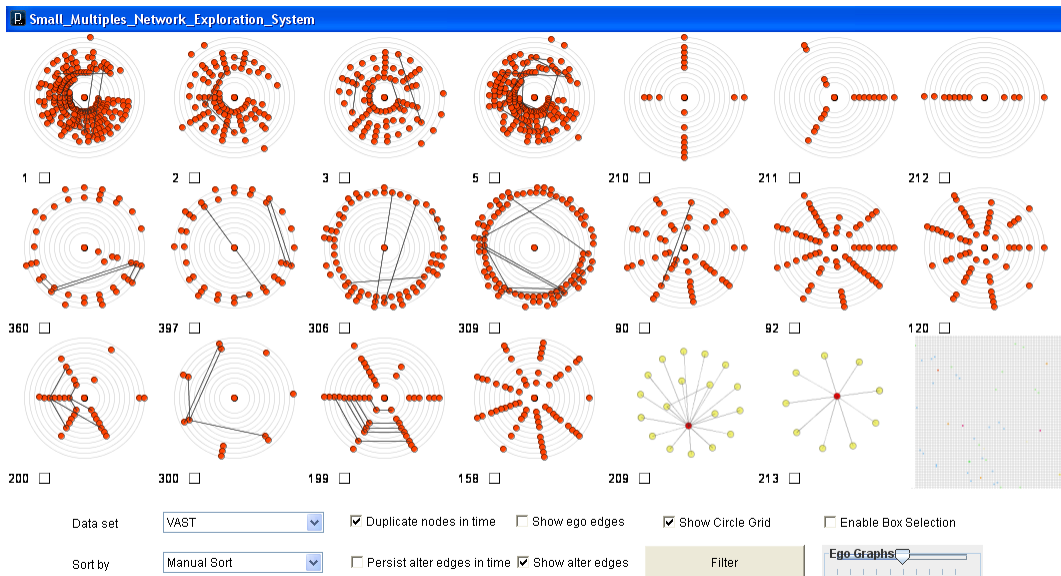 Small_Multiples_Network_Exploration_System
1 2 3 5 210 211 212
360 397 306 309 90 92 120
200 300 199 158 209 213
Data set VAST Duplicate nodes in time Show ego edges Show Circle Grid Enable Box Selection
Sort by Manual Sort Persist alter edges in time Show alter edges Filter Ego Graphs